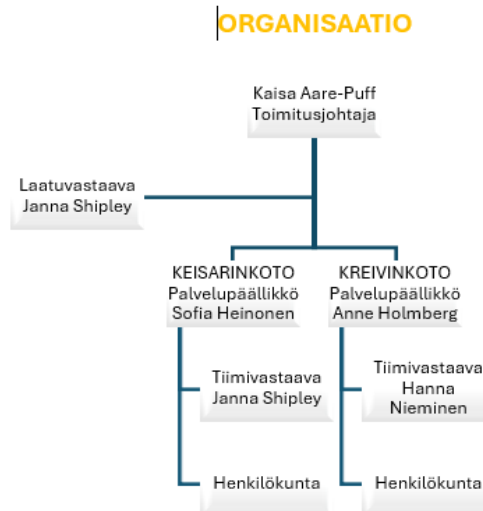 ORGANISAATIO
Kaisa Aare-Puff
Toimitusjohtaja
Laatuvastaava
Janna Shipley
KEISARINKOTO
Palvelupäällikkö
Sofia Heinonen
KREIVINKOTO
Palvelupäällikkö
Anne Holmberg
Tiimivastaava
Janna Shipley
Tiimivastaava
Hanna
Nieminen
Henkilökunta
Henkilökunta